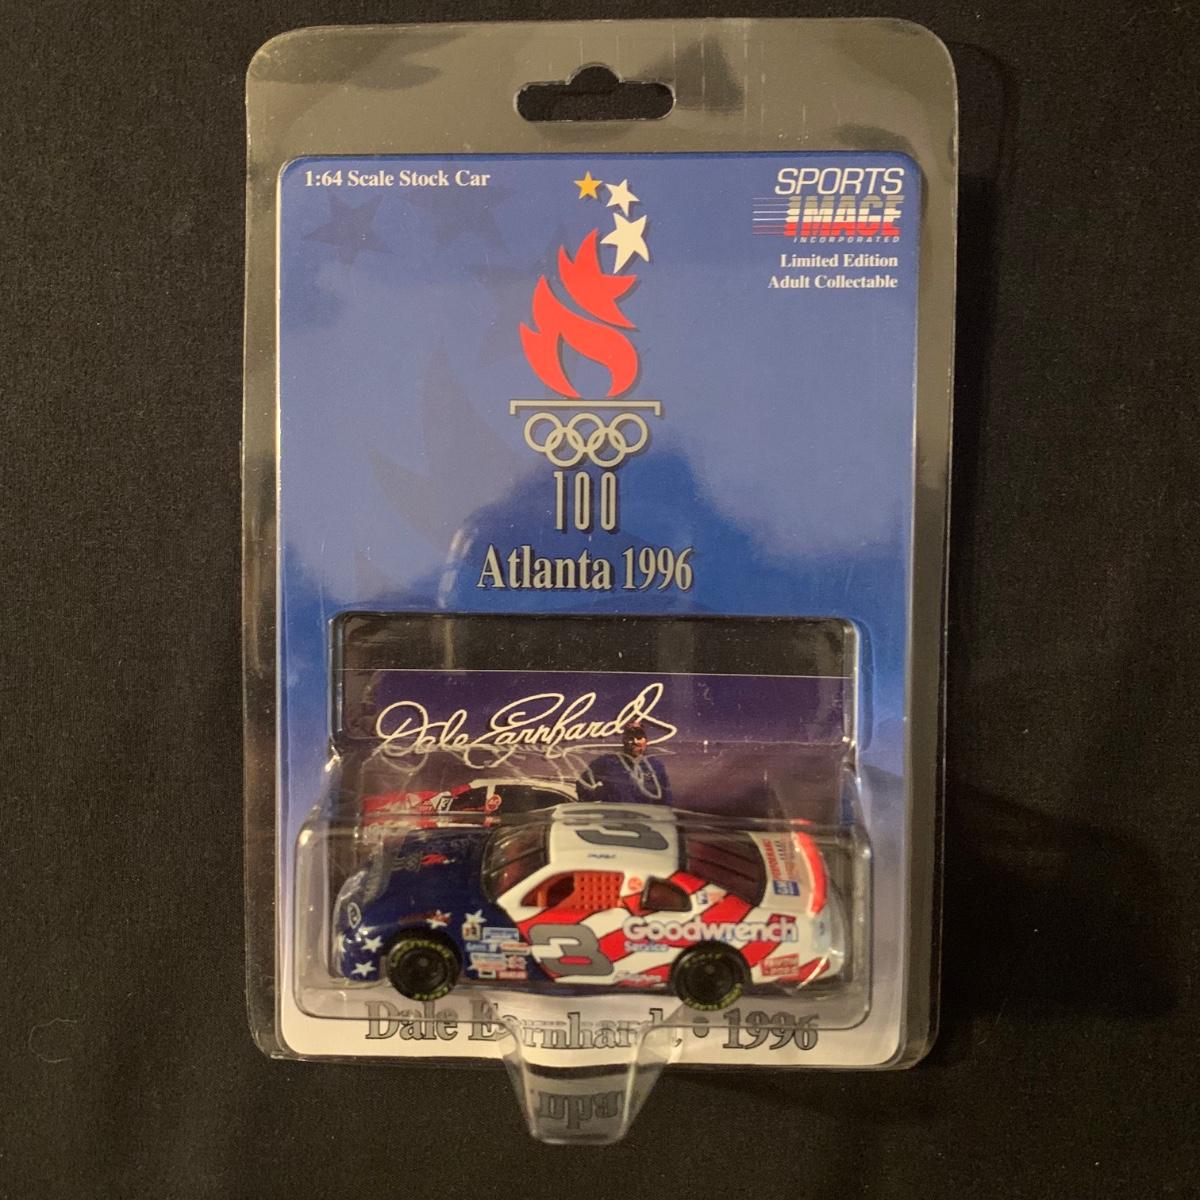 1:64 Scale Stock Car
SPORTS
IMAGE
INCORPORATED
Limited Edition
Adult Collectable
100
Atlanta 1996
Dale Earnhardt
3
3
Goodwrench
Service
Dale Earnhardt • 1996